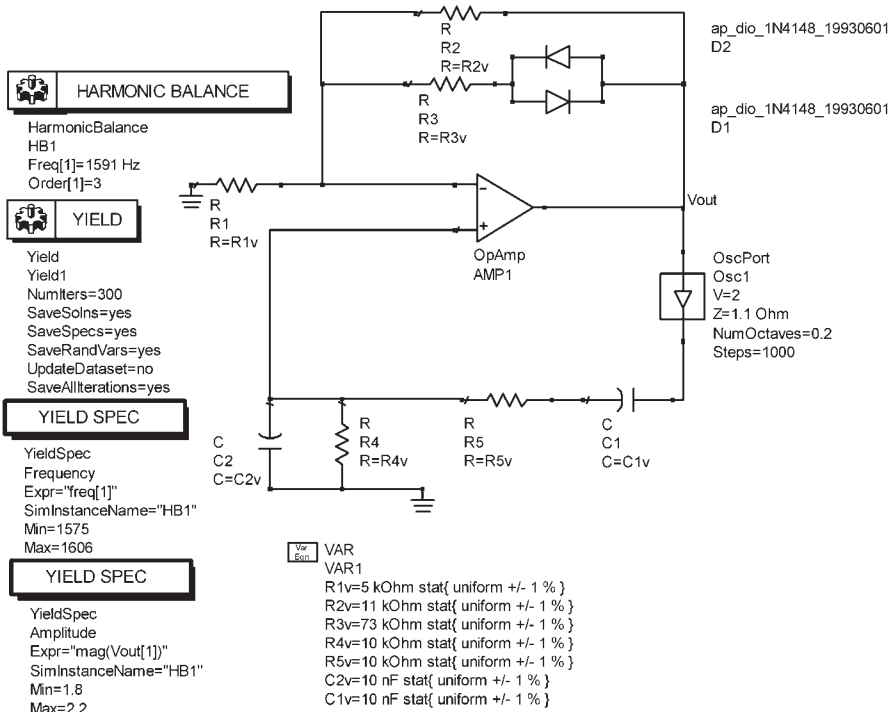 HARMONIC BALANCE
HarmonicBalance
HB1
Freq[1]=1591 Hz
Order[1]=3
YIELD
Yield
Yield1
NumIters=300
SaveSolns=yes
SaveSpecs=yes
SaveRandVars=yes
UpdateDataset=no
SaveAllIterations=yes
YIELD SPEC
YieldSpec
Frequency
Expr="freq[1]"
SimInstanceName="HB1"
Min=1575
Max=1606
YIELD SPEC
YieldSpec
Amplitude
Expr="mag(Vout[1])"
SimInstanceName="HB1"
Min=1.8
Max=2.2
R
R2
R=R2v
R
R3
R=R3v
ap_dio_1N4148_19930601
D2
ap_dio_1N4148_19930601
D1
R
R1
R=R1v
-
+
OpAmp
AMP1
Vout
OscPort
Osc1
V=2
Z=1.1 Ohm
NumOctaves=0.2
Steps=1000
C
C2
C=C2v
R
R4
R=R4v
R
R5
R=R5v
C
C1
C=C1v
Var
Eqn
VAR
VAR1
R1v=5 kOhm stat{ uniform +/- 1 % }
R2v=11 kOhm stat{ uniform +/- 1 % }
R3v=73 kOhm stat{ uniform +/- 1 % }
R4v=10 kOhm stat{ uniform +/- 1 % }
R5v=10 kOhm stat{ uniform +/- 1 % }
C2v=10 nF stat{ uniform +/- 1 % }
C1v=10 nF stat{ uniform +/- 1 % }